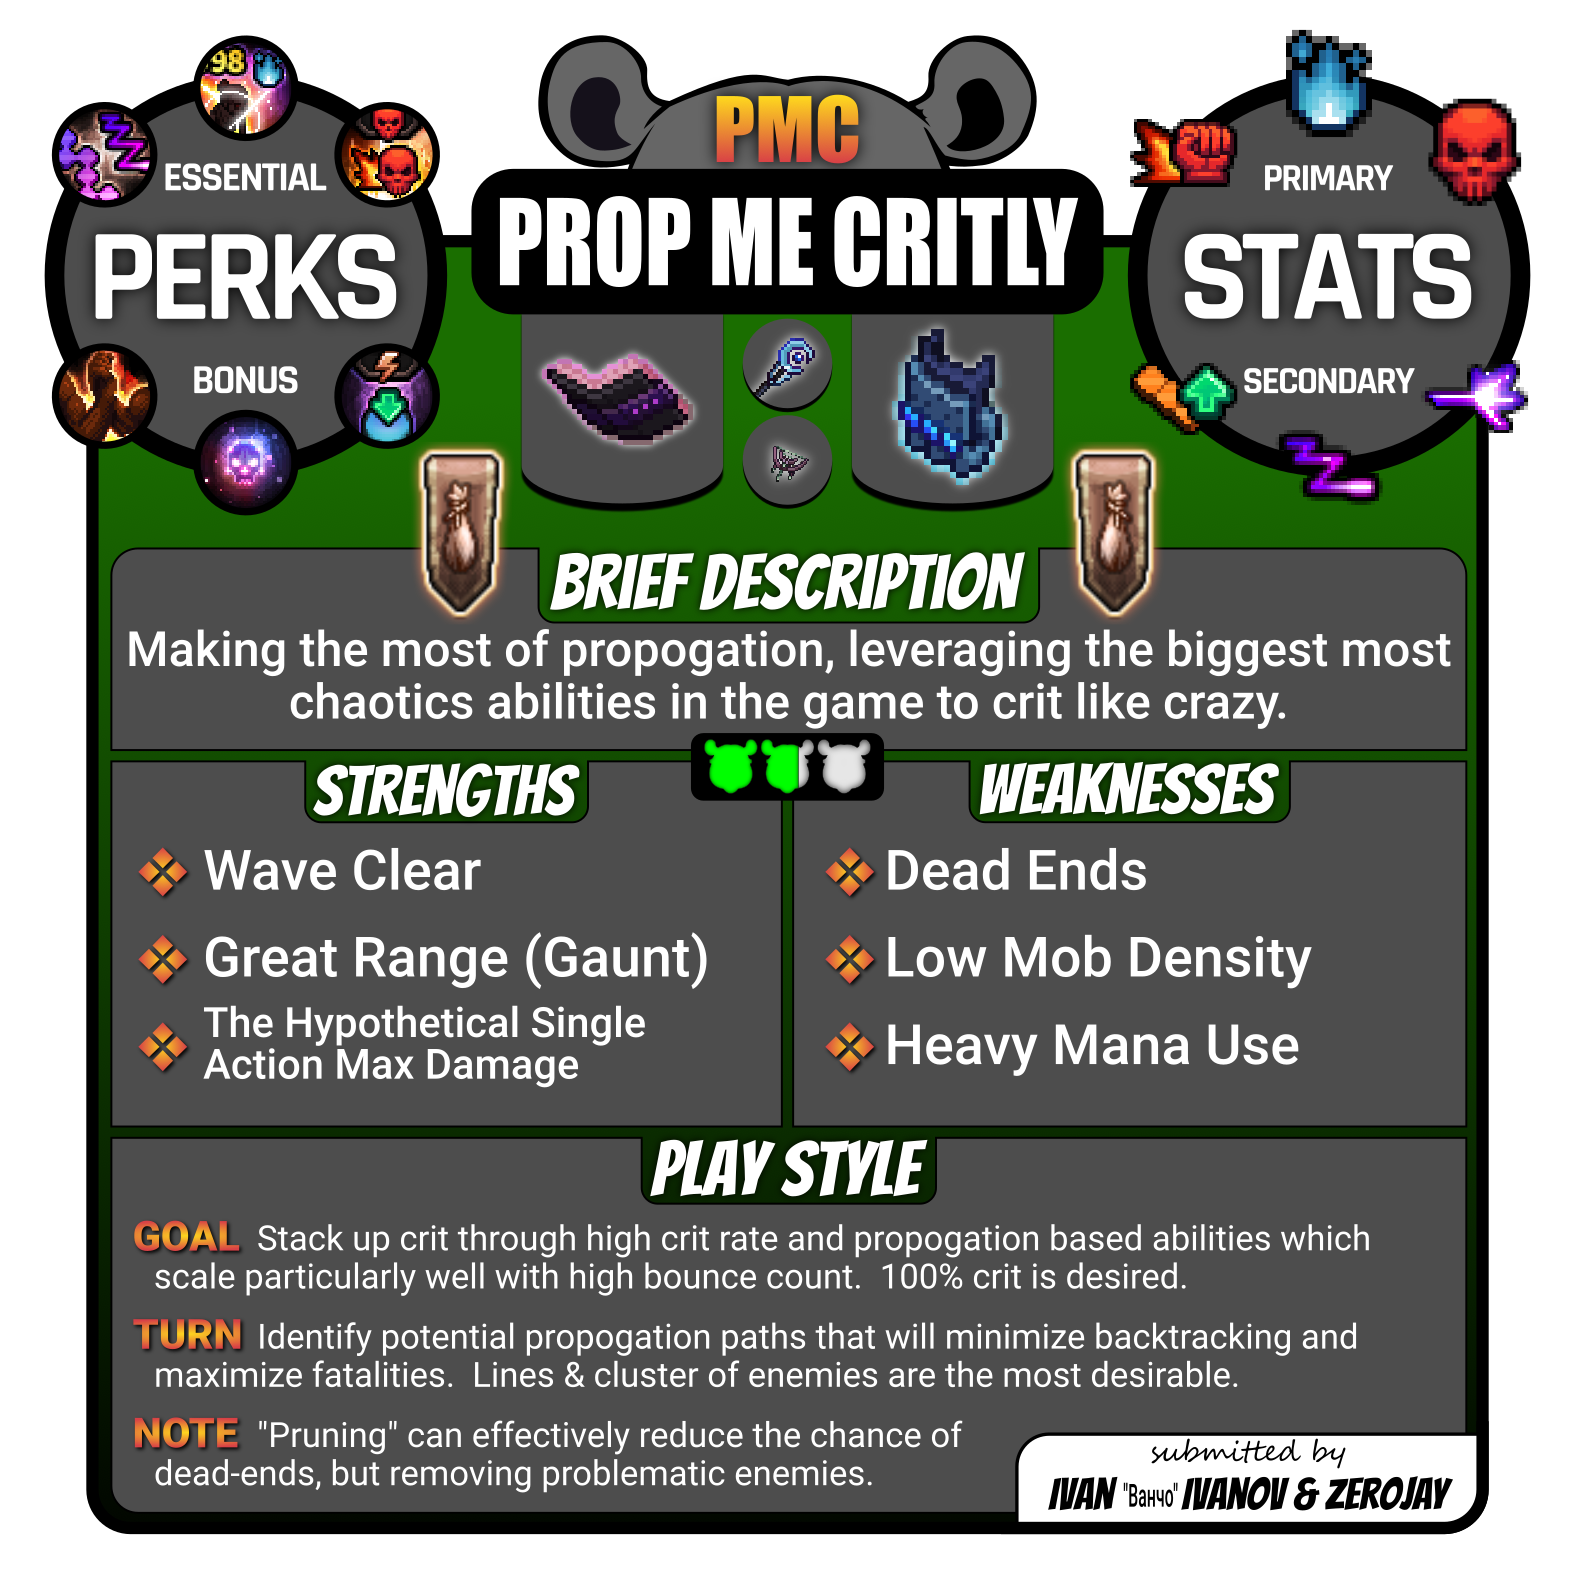 98
ESSENTIAL
PERKS
BONUS
PMC
PROP ME CRITLY
PRIMARY
STATS
SECONDARY
BRIEF DESCRIPTION
Making the most of propogation, leveraging the biggest most
chaotics abilities in the game to crit like crazy.
STRENGTHS
Wave Clear
Great Range (Gaunt)
The Hypothetical Single
Action Max Damage
WEAKNESSES
Dead Ends
Low Mob Density
Heavy Mana Use
PLAY STYLE
GOAL Stack up crit through high crit rate and propogation based abilities which
scale particularly well with high bounce count. 100% crit is desired.
TURN Identify potential propogation paths that will minimize backtracking and
maximize fatalities. Lines & cluster of enemies are the most desirable.
NOTE "Pruning" can effectively reduce the chance of
dead-ends, but removing problematic enemies.
submitted by
IVAN "Ванчо" IVANOV & ZEROJAY